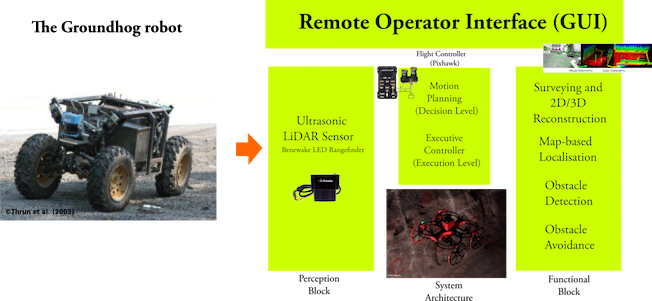 The Groundhog robot
©Thrun et al. (2003)
Remote Operator Interface (GUI)
Ultrasonic
LiDAR Sensor
Benewake LED Rangefinder
Perception
Block
Flight Controller
(Pixhawk)
Motion
Planning
(Decision Level)
Executive
Controller
(Execution Level)
System
Architecture
Surveying and
2D/3D
Reconstruction
Map-based
Localisation
Obstacle
Detection
Obstacle
Avoidance
Functional
Block